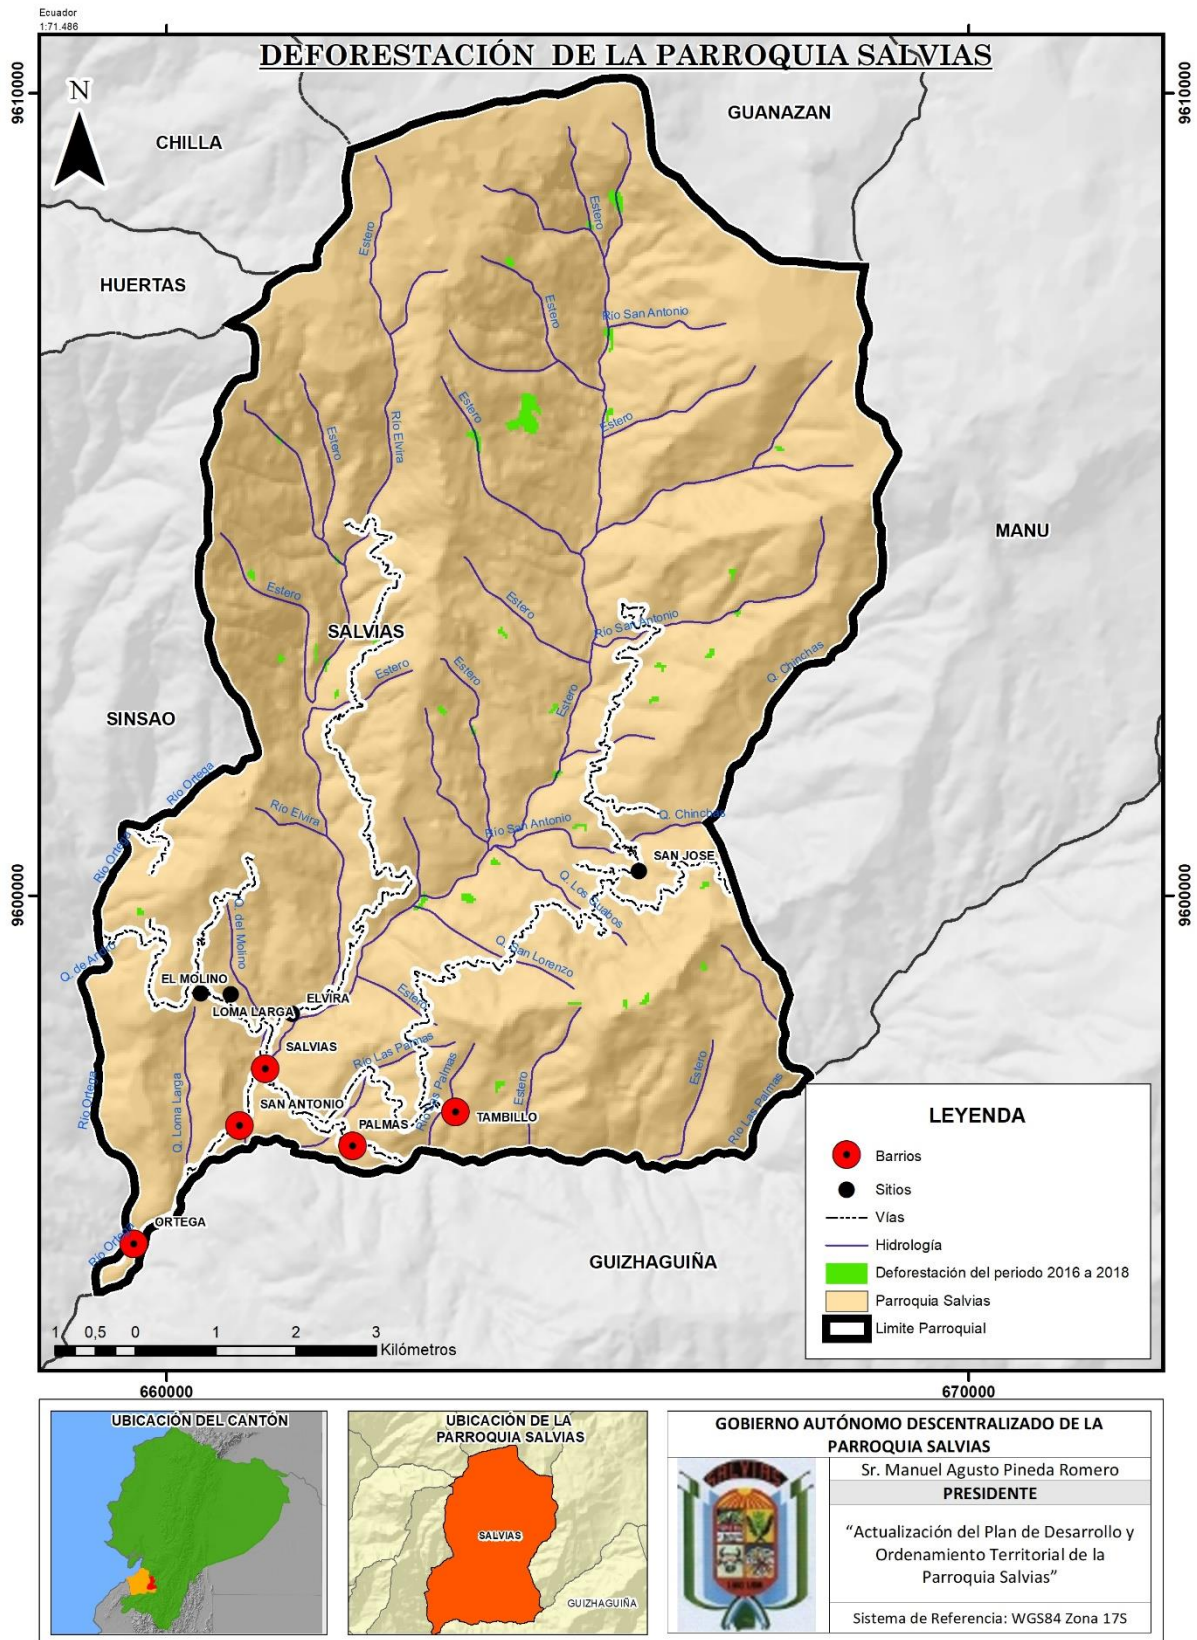 Ecuador
1:71.486
DEFORESTACIÓN DE LA PARROQUIA SALVIAS
9610000
9610000
N
GUANAZAN
CHILLA
Estero
Estero
HUERTAS
Estero
Río San Antonio
Estero
Río Elvira
Estero
Estero
MANU
Estero
Estero
SALVIAS
Río San Antonio
Q. Chinchas
Estero
Estero
Estero
SINSAO
Río Ortega
Río Elvira
Río San Antonio
Q. Chinchas
Río Ortega
SAN JOSE
9600000
9600000
Q. Los Guabos
Q. del Molino
Q. San Lorenzo
Q. de Andro
EL MOLINO
ELVIRA
LOMA LARGA
Estero
SALVIAS
Río Las Palmas
Río Ortega
Q. Loma Larga
SAN ANTONIO
PALMAS
Río Las Palmas
TAMBILLO
Estero
Estero
Río Las Palmas
ORTEGA
Río Ortega
GUIZHAGUIÑA
LEYENDA
Barrios
Sitios
Vías
Hidrología
Deforestación del periodo 2016 a 2018
Parroquia Salvias
Limite Parroquial
1 0,5 0 1 2 3
Kilómetros
660000
670000
UBICACIÓN DEL CANTÓN
UBICACIÓN DE LA
PARROQUIA SALVIAS
SALVIAS
GUIZHAGUIÑA
GOBIERNO AUTÓNOMO DESCENTRALIZADO DE LA
PARROQUIA SALVIAS
SALVIAS
Sr. Manuel Agusto Pineda Romero
PRESIDENTE
“Actualización del Plan de Desarrollo y
Ordenamiento Territorial de la
Parroquia Salvias”
Sistema de Referencia: WGS84 Zona 17S